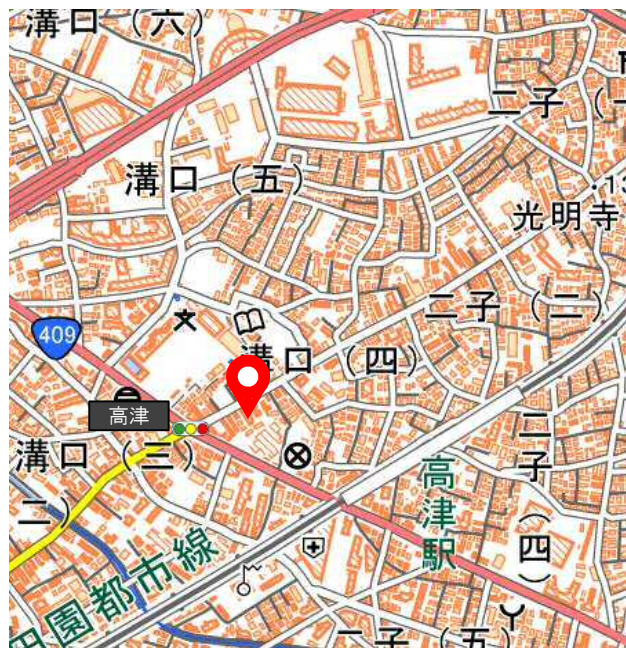 溝口（六）
二子（一
溝口（五）
・13
光明寺
二子（二）
409
溝口（四）
高津
溝口（三）
二）
高津駅
二子（四）
田園都市線
二子（五）